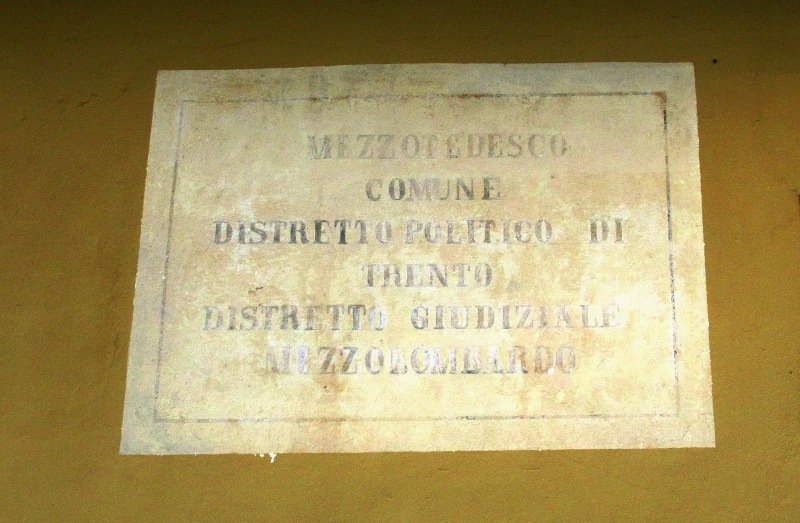 MEZZOTEDESCO
COMUNE
DISTRETTO POLITICO DI
TRENTO
DISTRETTO GIUDIZIALE
MEZZOLOMBARDO